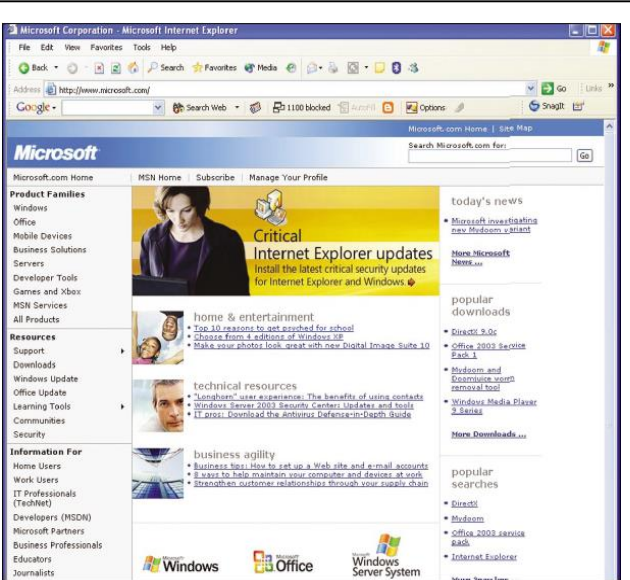 Microsoft Corporation - Microsoft Internet Explorer
File Edit View Favorites Tools Help
Back Search Favorites Media
Address http://www.microsoft.com/ Go Links »
Google Search Web 1100 blocked AutoFill Options SnagIt
Microsoft.com Home | Site Map
Microsoft
Search Microsoft.com for:
Go
Microsoft.com Home | MSN Home | Subscribe | Manage Your Profile
Product Families
Windows
Office
Mobile Devices
Business Solutions
Servers
Developer Tools
Games and Xbox
MSN Services
All Products
Resources
Support
Downloads
Windows Update
Office Update
Learning Tools
Communities
Security
Information For
Home Users
Work Users
IT Professionals
(TechNet)
Developers (MSDN)
Microsoft Partners
Business Professionals
Educators
Journalists
Critical
Internet Explorer updates
Install the latest critical security updates
for Internet Explorer and Windows.
home & entertainment
Top 10 reasons to get psyched for school
Choose from 4 editions of Windows XP
Make your photos look great with new Digital Image Suite 10
technical resources
"Longhorn" user experience: The benefits of using contacts
Windows Server 2003 Security Center: Updates and tools
IT pros: Download the Antivirus Defense-in-Depth Guide
business agility
Business tips: How to set up a Web site and e-mail accounts
8 ways to help maintain your computer and devices at work
Strengthen customer relationships through your supply chain
Microsoft Windows
Microsoft Office
Microsoft
Windows
Server System
today's news
Microsoft investigating
new Mydoom variant
More Microsoft
News ...
popular
downloads
DirectX 9.0c
Office 2003 Service
Pack 1
Mydoom and
Doomjuice worm
removal tool
Windows Media Player
9 Series
More Downloads ...
popular
searches
DirectX
Mydoom
Office 2003 service
pack
Internet Explorer